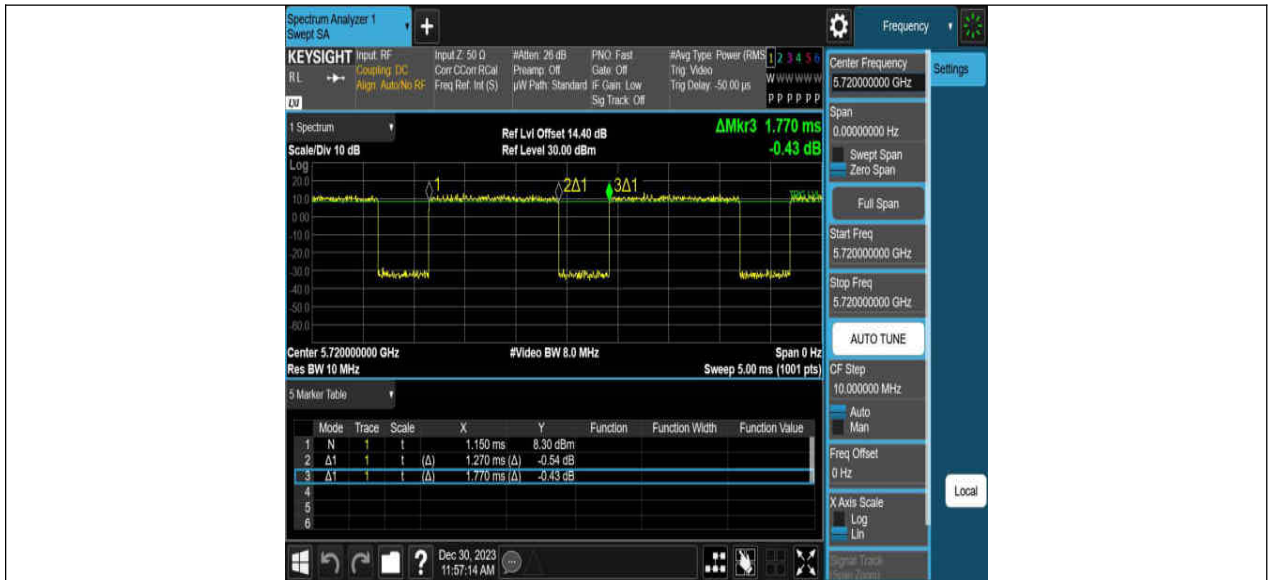 Spectrum Analyzer 1
Swept SA
+
Frequency
KEYSIGHT
RL
Input: RF
Coupling: DC
Align: Auto/No RF
Input Z: 50 Ω
Corr CCorr RCal
Freq Ref: Int (S)
#Atten: 26 dB
Preamp: Off
µW Path: Standard
PNO: Fast
Gate: Off
IF Gain: Low
Sig Track: Off
#Avg Type: Power (RMS
Trig: Video
Trig Delay: -50.00 µs
1 2 3 4 5 6
W W W W W W
P P P P P P
1 Spectrum
Scale/Div 10 dB
Ref Lvl Offset 14.40 dB
Ref Level 30.00 dBm
ΔMkr3 1.770 ms
-0.43 dB
Log
20.0
10.0
0.00
-10.0
-20.0
-30.0
-40.0
-50.0
-60.0
1
2Δ1
3Δ1
Center 5.720000000 GHz
#Video BW 8.0 MHz
Span 0 Hz
Res BW 10 MHz
Sweep 5.00 ms (1001 pts)
5 Marker Table
Mode Trace Scale X Y Function Function Width Function Value
1 N 1 t 1.150 ms 8.30 dBm
2 Δ1 1 t (Δ) 1.270 ms (Δ) -0.54 dB
3 Δ1 1 t (Δ) 1.770 ms (Δ) -0.43 dB
4
5
6
?
Dec 30, 2023
11:57:14 AM
Center Frequency
5.720000000 GHz
Settings
Span
0.00000000 Hz
Swept Span
Zero Span
Full Span
Start Freq
5.720000000 GHz
Stop Freq
5.720000000 GHz
AUTO TUNE
CF Step
10.000000 MHz
Auto
Man
Freq Offset
0 Hz
X Axis Scale
Log
Lin
Signal Track
(Span Zoom)
Local